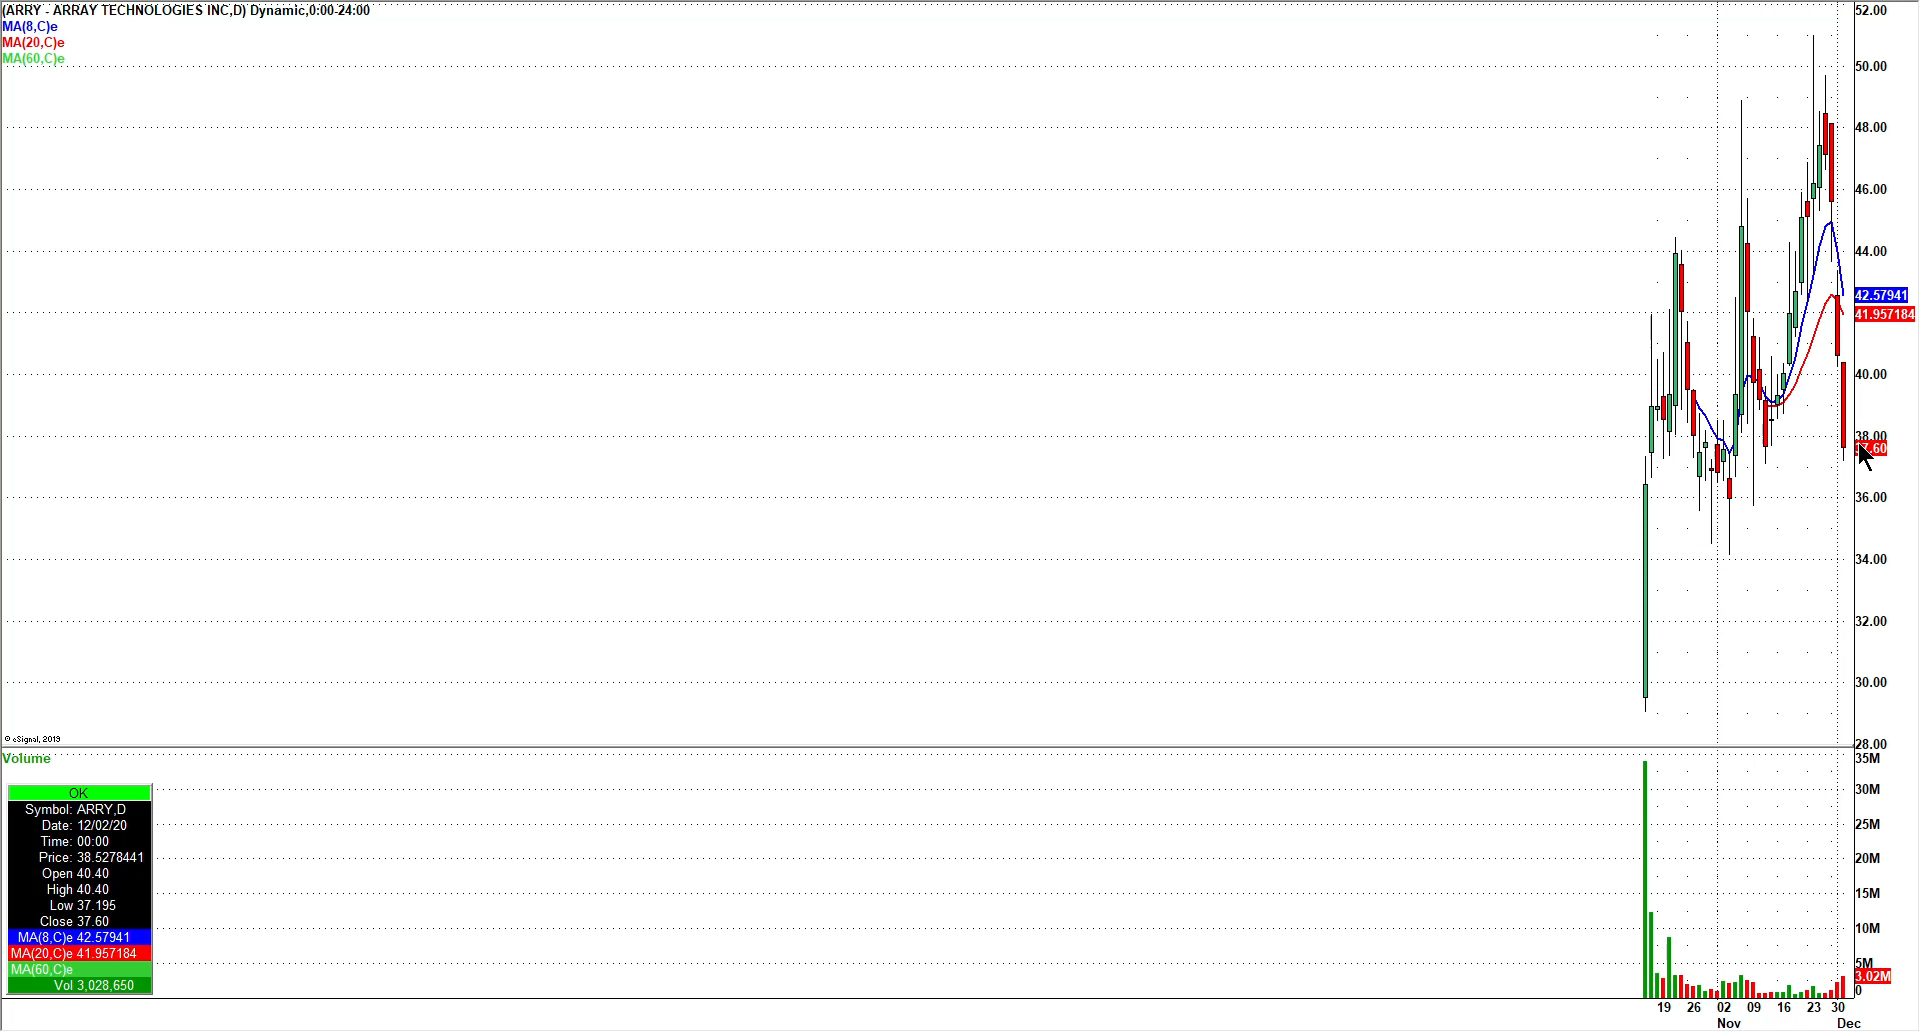 (ARRY - ARRAY TECHNOLOGIES INC,D) Dynamic,0:00-24:00
MA(8,C)e
MA(20,C)e
MA(60,C)e
52.00
50.00
48.00
46.00
44.00
42.57941
41.957184
40.00
38.00
7.60
36.00
34.00
32.00
30.00
28.00
© eSignal, 2019
Volume
35M
30M
25M
20M
15M
10M
5M
3.02M
0
OK
Symbol: ARRY,D
Date: 12/02/20
Time: 00:00
Price: 38.5278441
Open 40.40
High 40.40
Low 37.195
Close 37.60
MA(8,C)e 42.57941
MA(20,C)e 41.957184
MA(60,C)e
Vol 3,028,650
19 26 02 09 16 23 30
Nov Dec